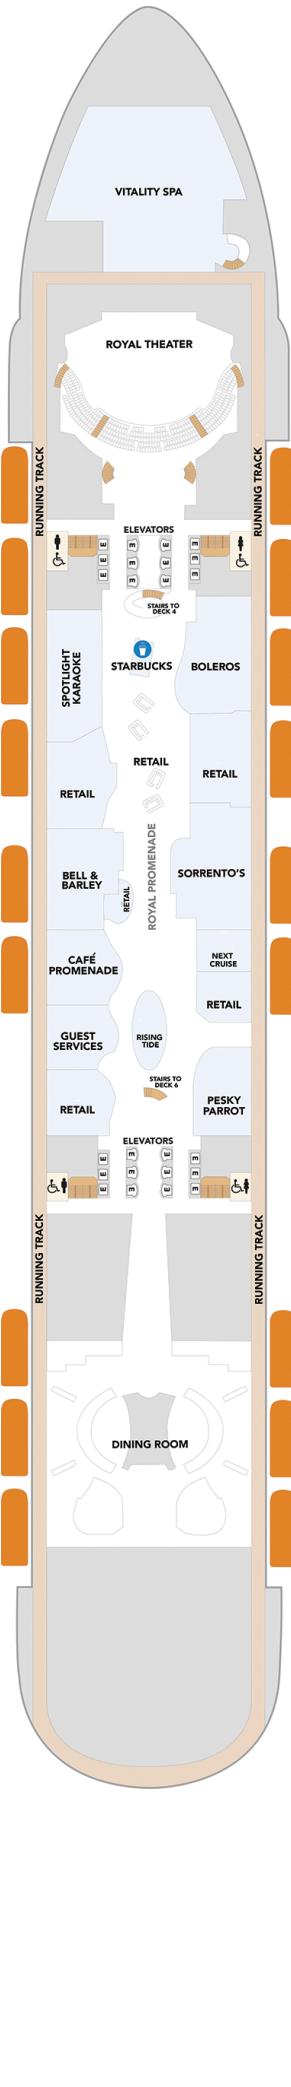 VITALITY SPA
ROYAL THEATER
RUNNING TRACK
RUNNING TRACK
ELEVATORS
E E E E
E E E E
E E E E
STAIRS TO
DECK 4
STARBUCKS
SPOTLIGHT
KARAOKE
BOLEROS
RETAIL
RETAIL
RETAIL
ROYAL PROMENADE
BELL &
BARLEY
RETAIL
SORRENTO'S
CAFÉ
PROMENADE
NEXT
CRUISE
RETAIL
GUEST
SERVICES
RISING
TIDE
STAIRS TO
DECK 6
RETAIL
PESKY
PARROT
ELEVATORS
E E E E
E E E E
E E E E
RUNNING TRACK
RUNNING TRACK
DINING ROOM